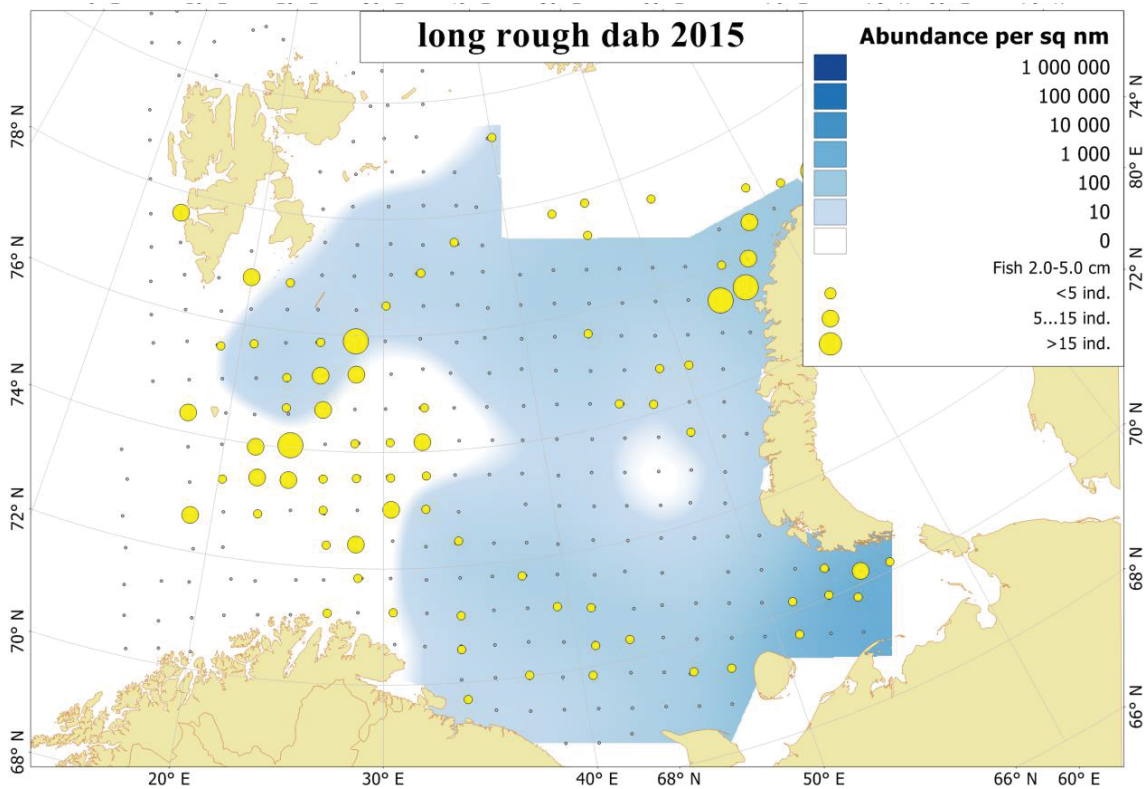 long rough dab 2015
Abundance per sq nm
1 000 000
100 000
10 000
1 000
100
10
0
Fish 2.0-5.0 cm
<5 ind.
5...15 ind.
>15 ind.
78° N
76° N
74° N
72° N
70° N
68° N
74° N
80° E
72° N
70° N
68° N
66° N
20° E
30° E
40° E
68° N
50° E
66° N
60° E